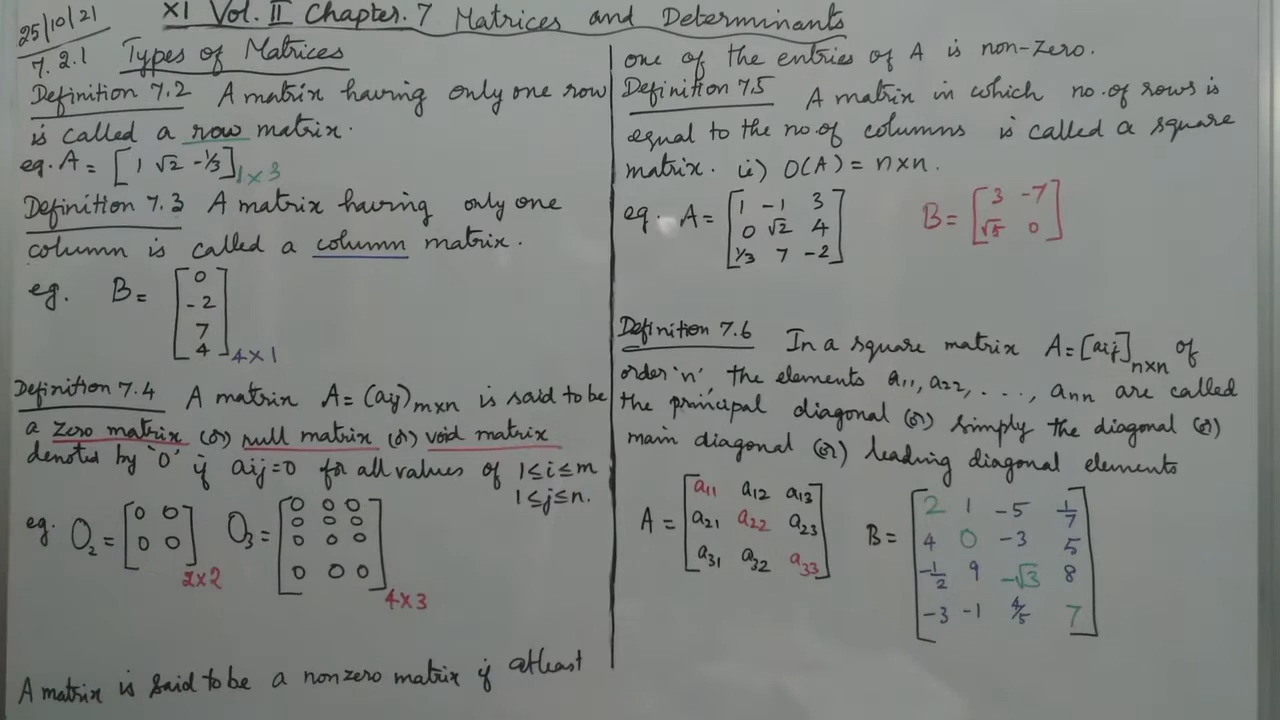 25/10/21
XI Vol. II Chapter. 7 Matrices and Determinants
7.2.1 Types of Matrices
Definition 7.2 A matrix having only one row
is called a row matrix.
eg. A = [1 √2 -1/3] 1×3
Definition 7.3 A matrix having only one
column is called a column matrix.
eg. B =
0
-2
7
4
4×1
Definition 7.4 A matrix A = (aij)m×n is said to be
a zero matrix (or) null matrix (or) void matrix
denoted by 'O' if aij=0 for all values of 1≤i≤m
1≤j≤n.
eg. O2 = O3 =
0 0
0 0
2×2
0 0 0
0 0 0
0 0 0
0 0 0
4×3
A matrix is said to be a nonzero matrix if atleast
one of the entries of A is non-zero.
Definition 7.5 A matrix in which no. of rows is
equal to the no. of columns is called a square
matrix. ie) O(A) = n×n.
eg. A =
1 -1 3
0 √2 4
1/3 7 -2
B =
3 -7
√5 0
Definition 7.6 In a square matrix A = [aij]n×n of
order 'n', the elements a11, a22, . . . , ann are called
the principal diagonal (or) simply the diagonal (or)
main diagonal (or) leading diagonal elements
A =
a11 a12 a13
a21 a22 a23
a31 a32 a33
B =
2 1 -5 1/7
4 0 -3 5
-1/2 9 -√3 8
-3 -1 4/5 7